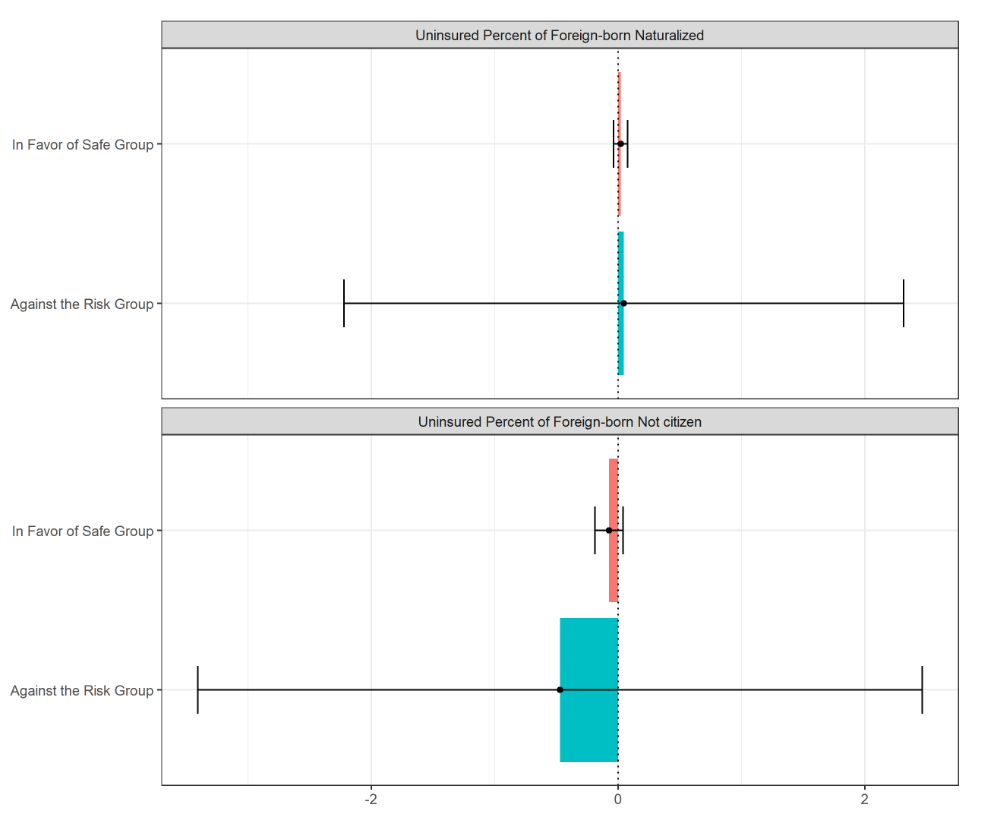 Uninsured Percent of Foreign-born Naturalized
In Favor of Safe Group
Against the Risk Group
Uninsured Percent of Foreign-born Not citizen
In Favor of Safe Group
Against the Risk Group
-2 0 2